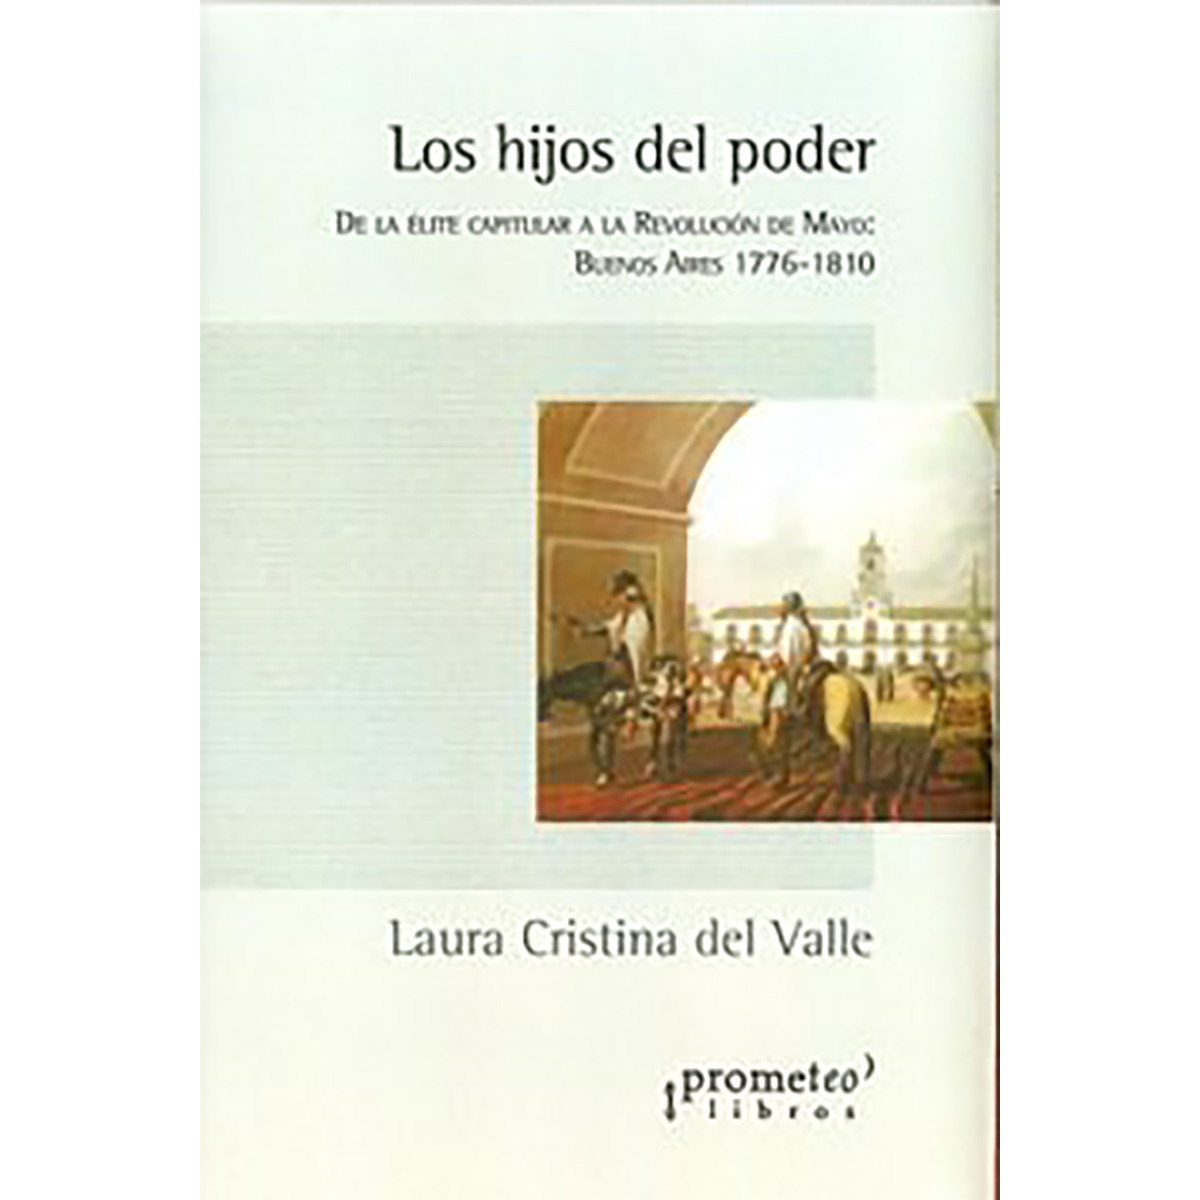 Los hijos del poder
De la élite capitular a la Revolución de Mayo:
Buenos Aires 1776-1810
Laura Cristina del Valle
prometeo
libros